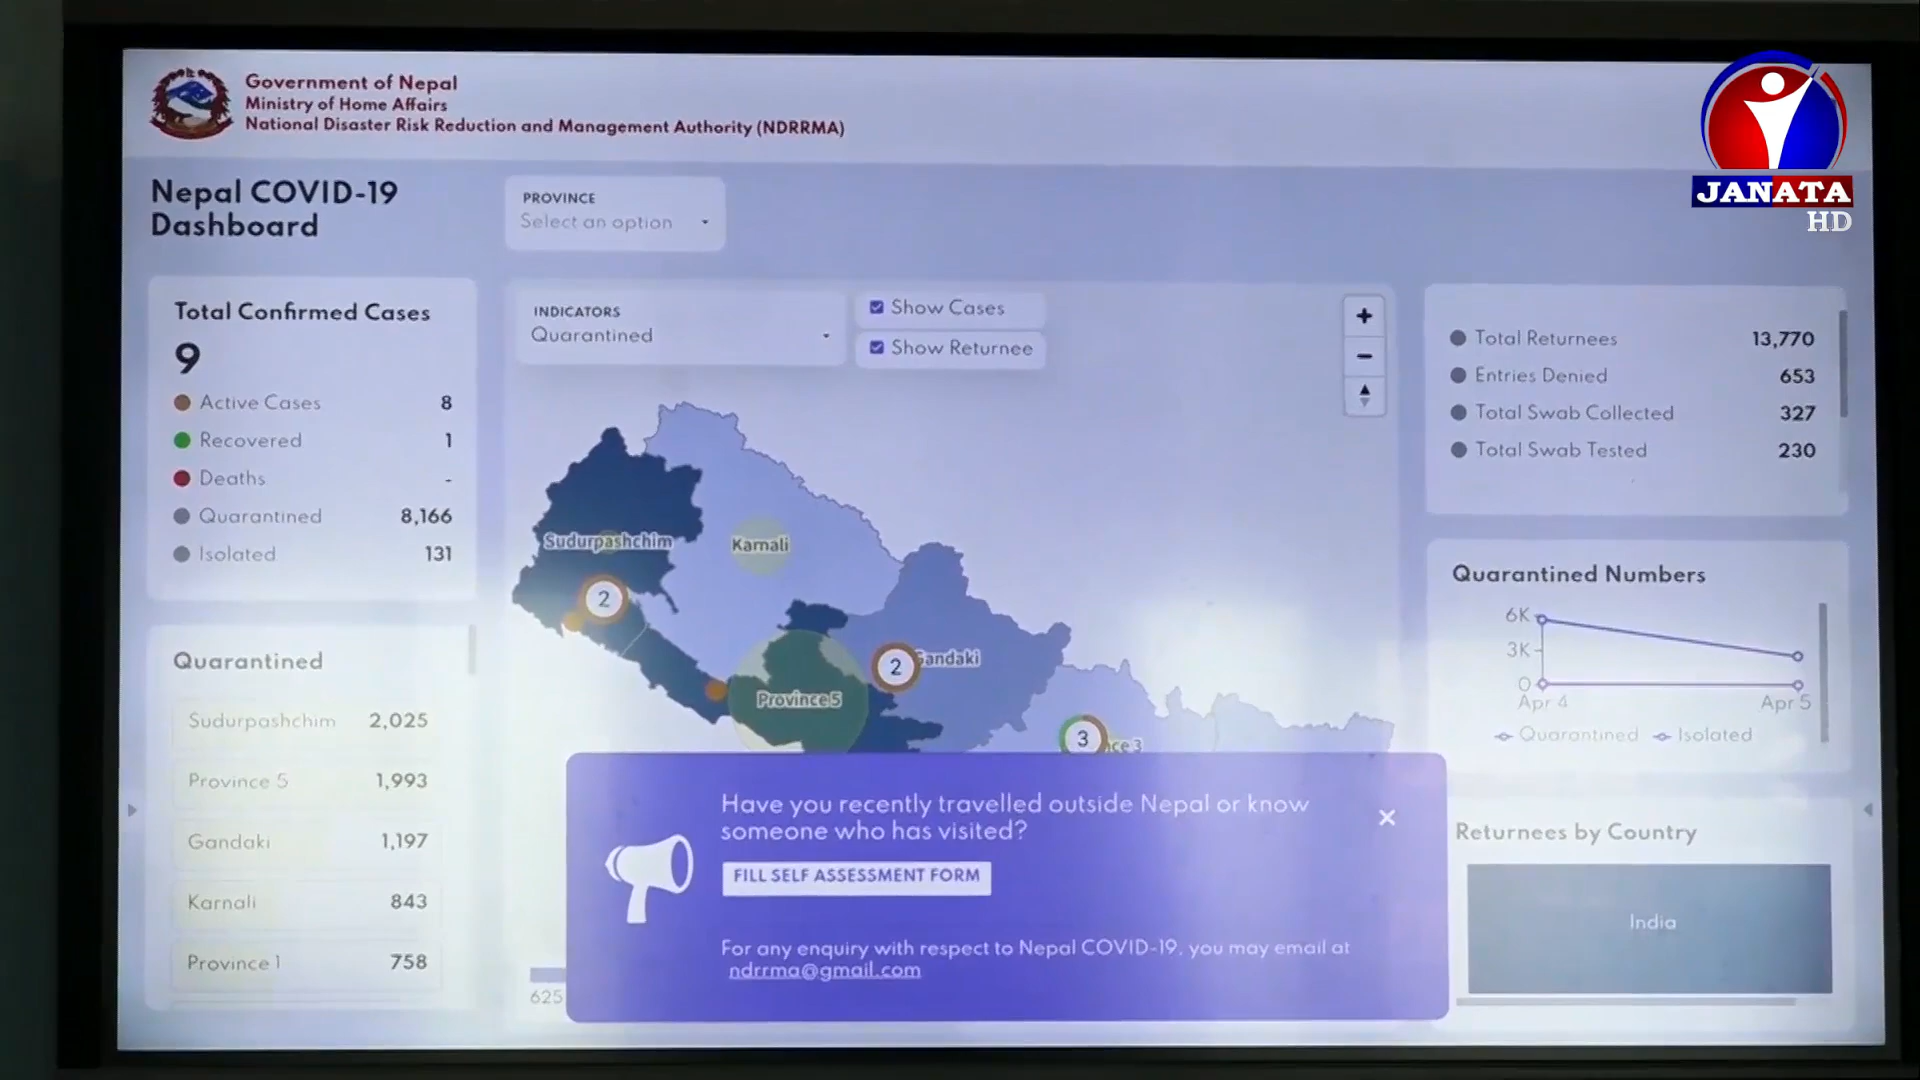 Government of Nepal
Ministry of Home Affairs
National Disaster Risk Reduction and Management Authority (NDRRMA)
JANATA
HD
Nepal COVID-19
Dashboard
PROVINCE
Select an option
Total Confirmed Cases
9
Active Cases 8
Recovered 1
Deaths -
Quarantined 8,166
Isolated 131
INDICATORS
Quarantined
Show Cases
Show Returnee
+
-
Total Returnees 13,770
Entries Denied 653
Total Swab Collected 327
Total Swab Tested 230
Sudurpashchim
Karnali
2
Province 5
2
Gandaki
3
nce 3
Quarantined
Sudurpashchim 2,025
Province 5 1,993
Gandaki 1,197
Karnali 843
Province 1 758
Quarantined Numbers
6K
3K
0
Apr 4 Apr 5
Quarantined Isolated
Have you recently travelled outside Nepal or know
someone who has visited?
FILL SELF ASSESSMENT FORM
For any enquiry with respect to Nepal COVID-19, you may email at
ndrrma@gmail.com
625
Returnees by Country
India